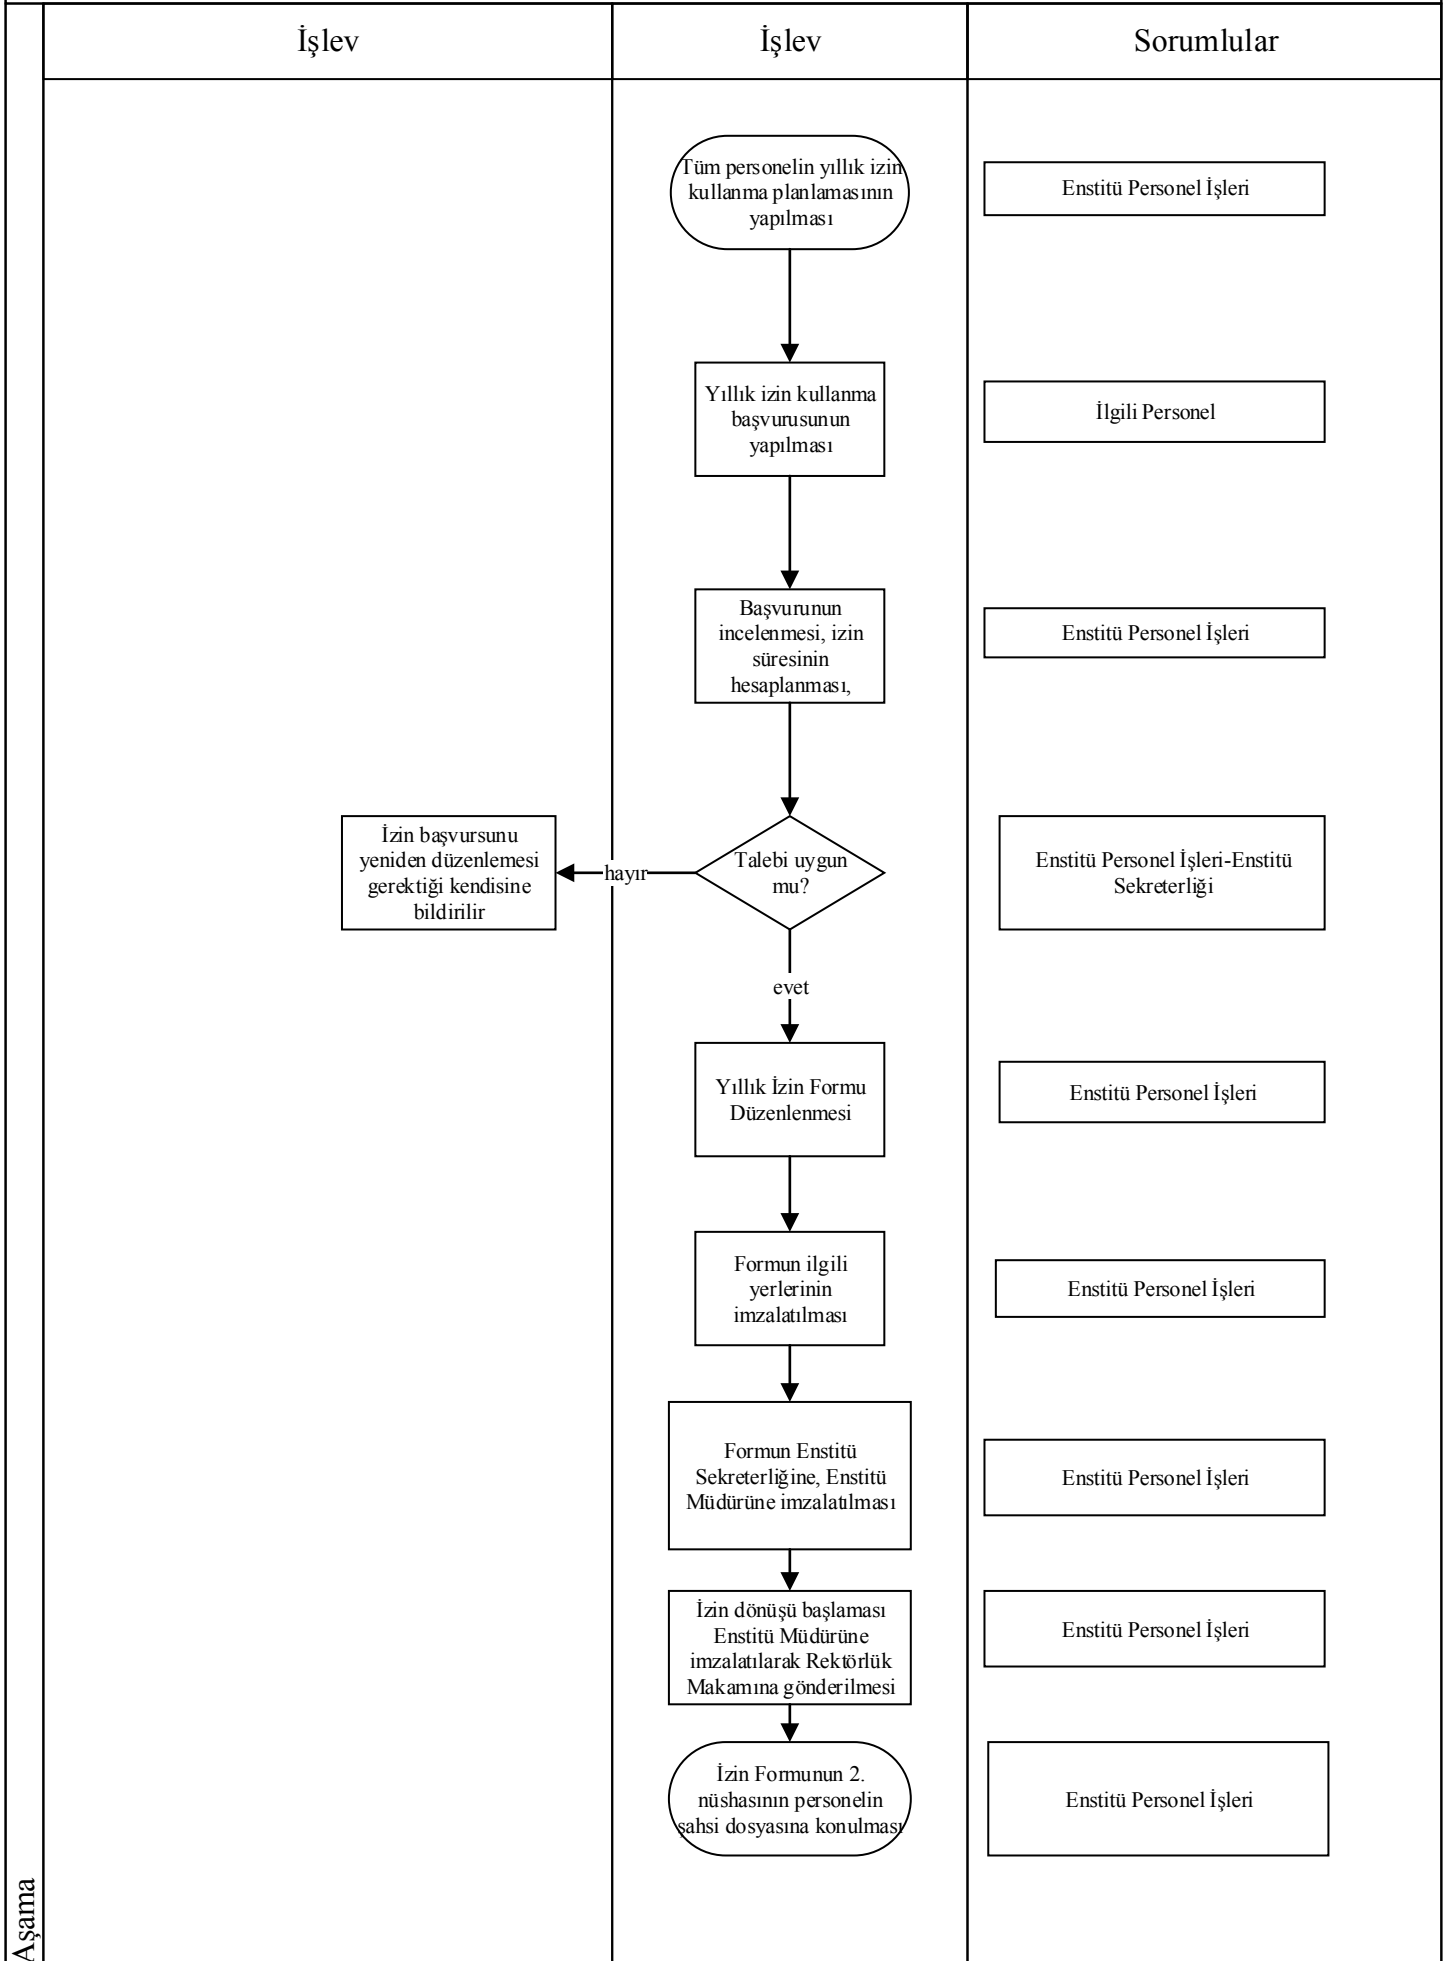 İşlev
İşlev
Sorumlular
Tüm personelin yıllık izin
kullanma planlamasının
yapılması
Enstitü Personel İşleri
Yıllık izin kullanma
başvurusunun
yapılması
İlgili Personel
Başvurunun
incelenmesi, izin
süresinin
hesaplanması,
Enstitü Personel İşleri
İzin başvursunu
yeniden düzenlemesi
gerektiği kendisine
bildirilir
hayır
Talebi uygun
mu?
Enstitü Personel İşleri-Enstitü
Sekreterliği
evet
Yıllık İzin Formu
Düzenlenmesi
Enstitü Personel İşleri
Formun ilgili
yerlerinin
imzalatılması
Enstitü Personel İşleri
Formun Enstitü
Sekreterliğine, Enstitü
Müdürüne imzalatılması
Enstitü Personel İşleri
İzin dönüşü başlaması
Enstitü Müdürüne
imzalatılarak Rektörlük
Makamına gönderilmesi
Enstitü Personel İşleri
İzin Formunun 2.
nüshasının personelin
şahsi dosyasına konulması
Enstitü Personel İşleri
Aşama